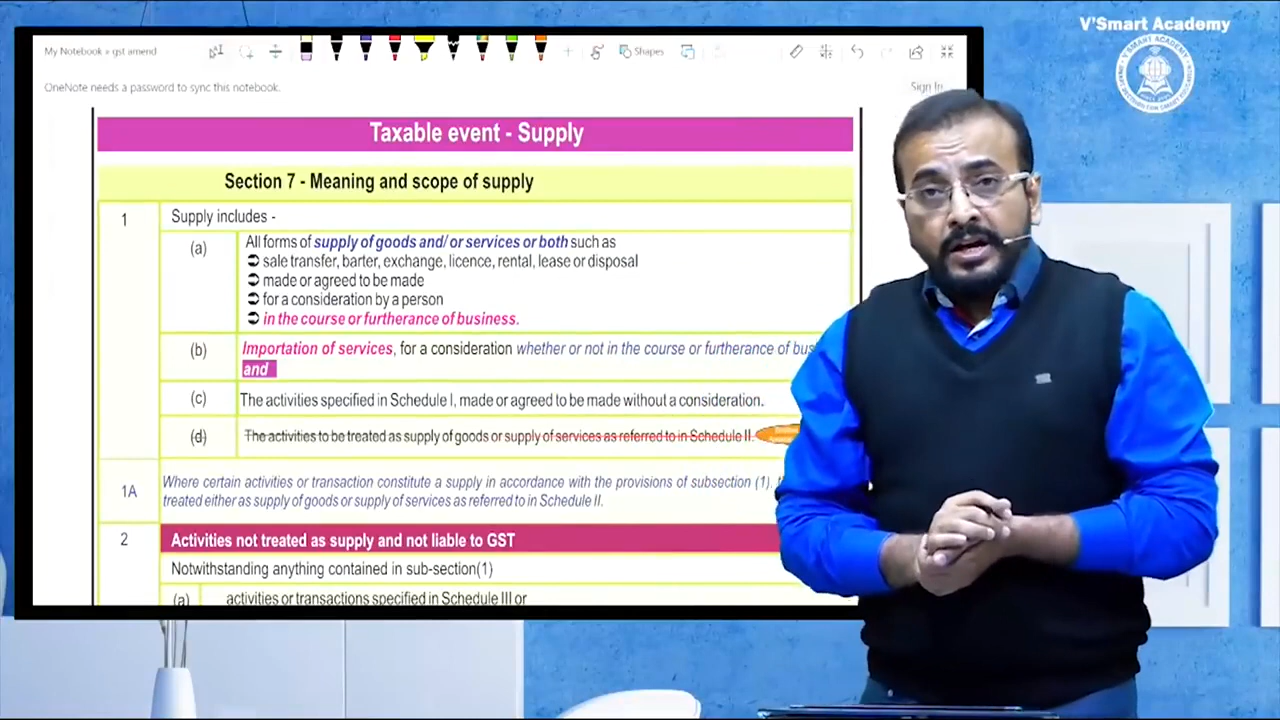 V'Smart Academy
My Notebook » gst amend
Shapes
OneNote needs a password to sync this notebook.
Sign In
Taxable event - Supply
Section 7 - Meaning and scope of supply
1
Supply includes -
(a)
All forms of supply of goods and/ or services or both such as
➲ sale transfer, barter, exchange, licence, rental, lease or disposal
➲ made or agreed to be made
➲ for a consideration by a person
➲ in the course or furtherance of business.
(b)
Importation of services, for a consideration whether or not in the course or furtherance of
and
(c)
The activities specified in Schedule I, made or agreed to be made without a consideration.
(d)
The activities to be treated as supply of goods or supply of services as referred to in Schedule II.
1A
Where certain activities or transaction constitute a supply in accordance with the provisions of subsection (1),
treated either as supply of goods or supply of services as referred to in Schedule II.
2
Activities not treated as supply and not liable to GST
Notwithstanding anything contained in sub-section(1)
(a)
activities or transactions specified in Schedule III or